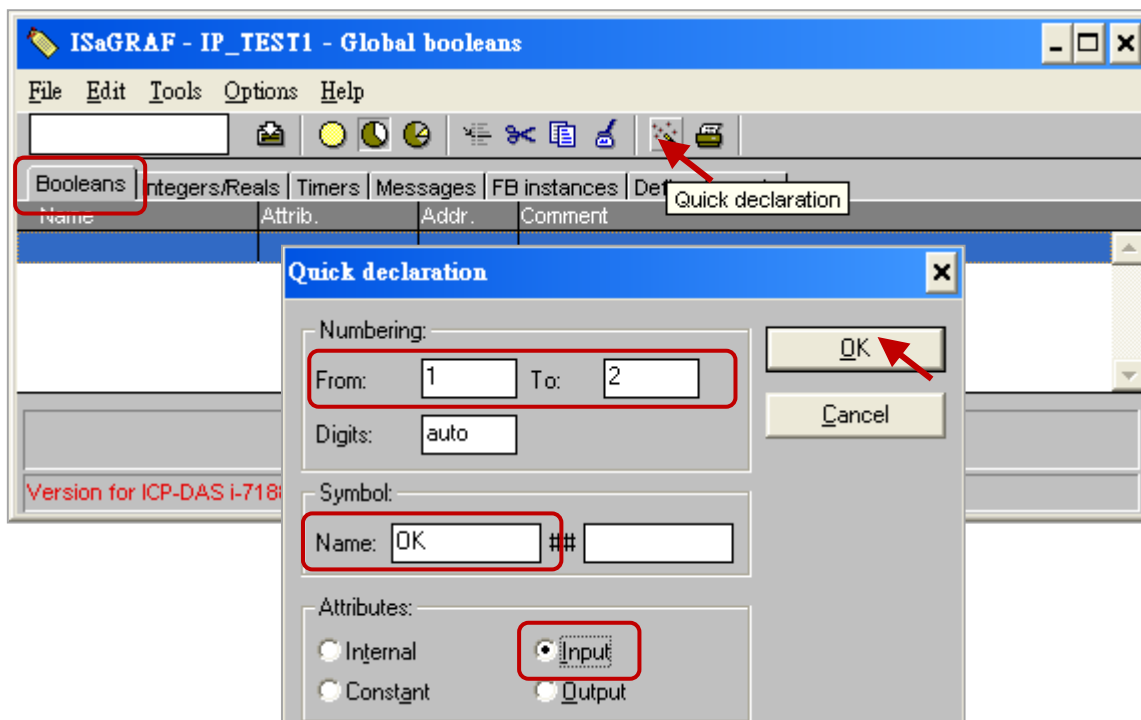 ISaGRAF - IP_TEST1 - Global booleans
File Edit Tools Options Help
Booleans Integers/Reals Timers Messages FB instances
Quick declaration
Name Attrib. Addr. Comment
Quick declaration
Numbering:
From: 1 To: 2
OK
Digits: auto
Cancel
Version for ICP-DAS
Symbol:
Name: OK ##
Attributes:
Internal Input
Constant Output